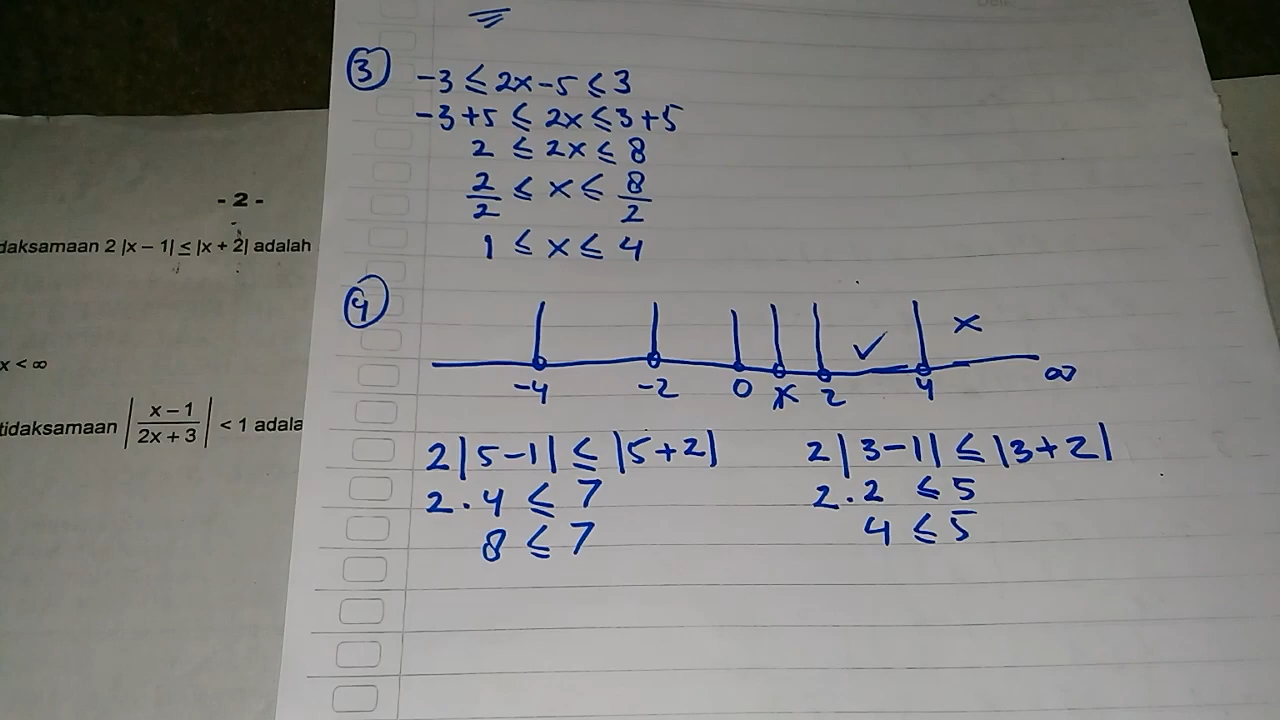 - 2 -
daksamaan 2 |x – 1| ≤ |x + 2| adalah
x < ∞
tidaksamaan | x – 1 / 2x + 3 | < 1 adala
3
-3 ≤ 2x-5 ≤ 3
-3+5 ≤ 2x ≤ 3+5
2 ≤ 2x ≤ 8
2/2 ≤ x ≤ 8/2
1 ≤ x ≤ 4
4
✓ x
-4 -2 0 2 4 ∞
2|5-1| ≤ |5+2|
2.4 ≤ 7
8 ≤ 7
2|3-1| ≤ |3+2|
2.2 ≤ 5
4 ≤ 5